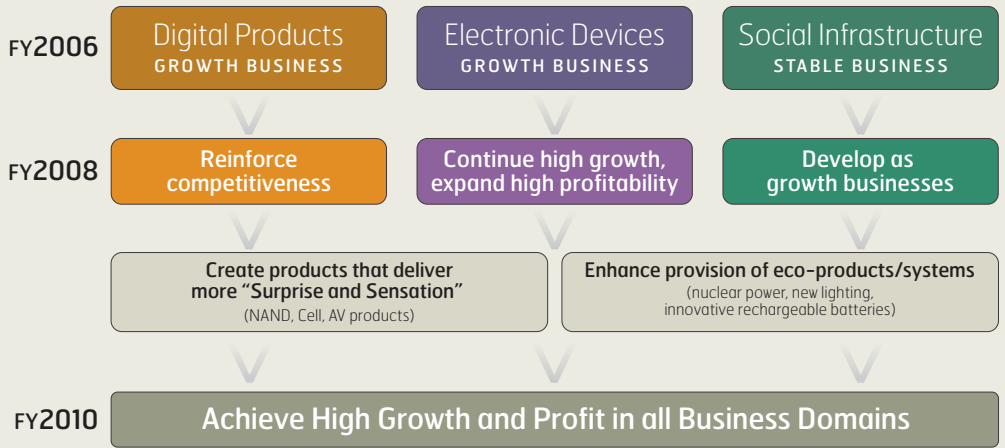 FY2006
Digital Products
GROWTH BUSINESS
Electronic Devices
GROWTH BUSINESS
Social Infrastructure
STABLE BUSINESS
FY2008
Reinforce
competitiveness
Continue high growth,
expand high profitability
Develop as
growth businesses
Create products that deliver
more “Surprise and Sensation”
(NAND, Cell, AV products)
Enhance provision of eco-products/systems
(nuclear power, new lighting,
innovative rechargeable batteries)
FY2010
Achieve High Growth and Profit in all Business Domains